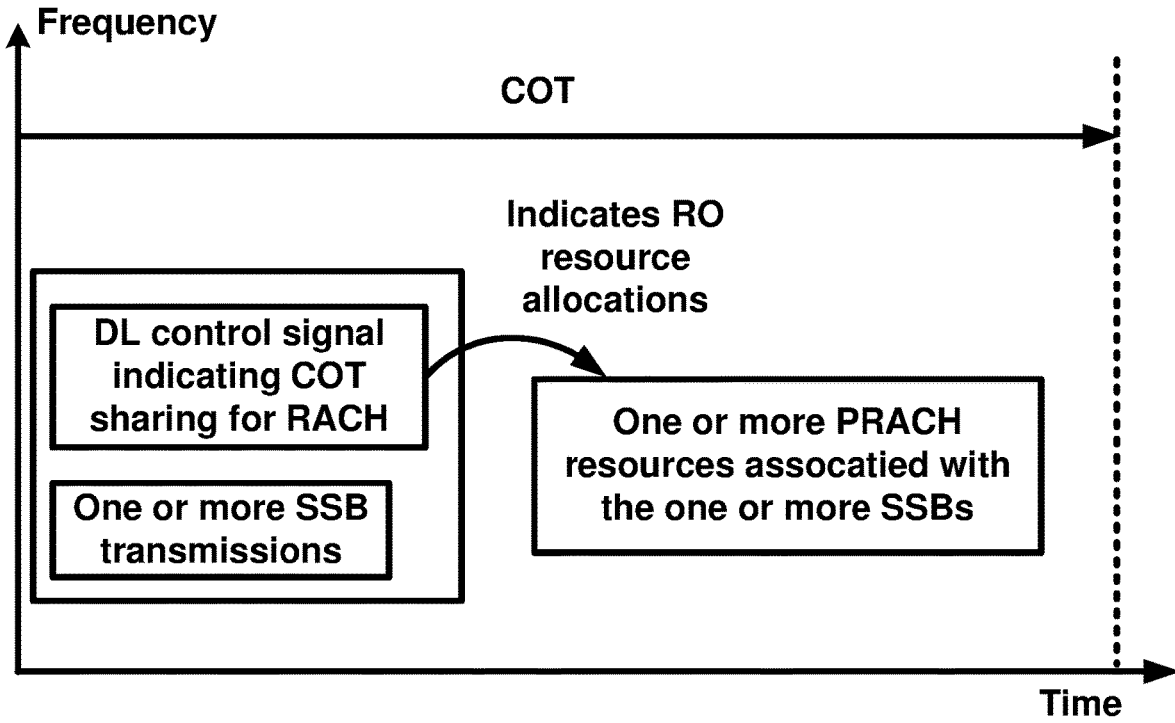 Frequency
COT
Indicates RO
resource
allocations
DL control signal
indicating COT
sharing for RACH
One or more SSB
transmissions
One or more PRACH
resources assocatied with
the one or more SSBs
Time